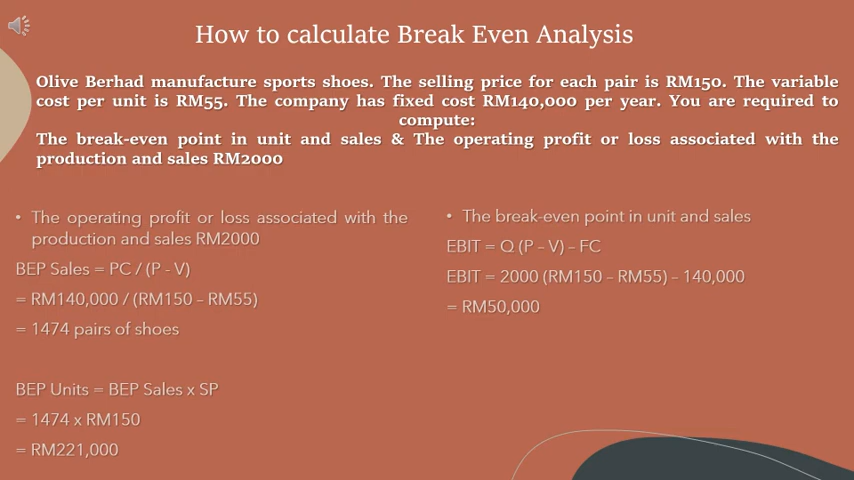 How to calculate Break Even Analysis
Olive Berhad manufacture sports shoes. The selling price for each pair is RM150. The variable
cost per unit is RM55. The company has fixed cost RM140,000 per year. You are required to
compute:
The break-even point in unit and sales & The operating profit or loss associated with the
production and sales RM2000
• The operating profit or loss associated with the
production and sales RM2000
BEP Sales = PC / (P - V)
= RM140,000 / (RM150 – RM55)
= 1474 pairs of shoes
BEP Units = BEP Sales x SP
= 1474 x RM150
= RM221,000
• The break-even point in unit and sales
EBIT = Q (P – V) – FC
EBIT = 2000 (RM150 – RM55) – 140,000
= RM50,000